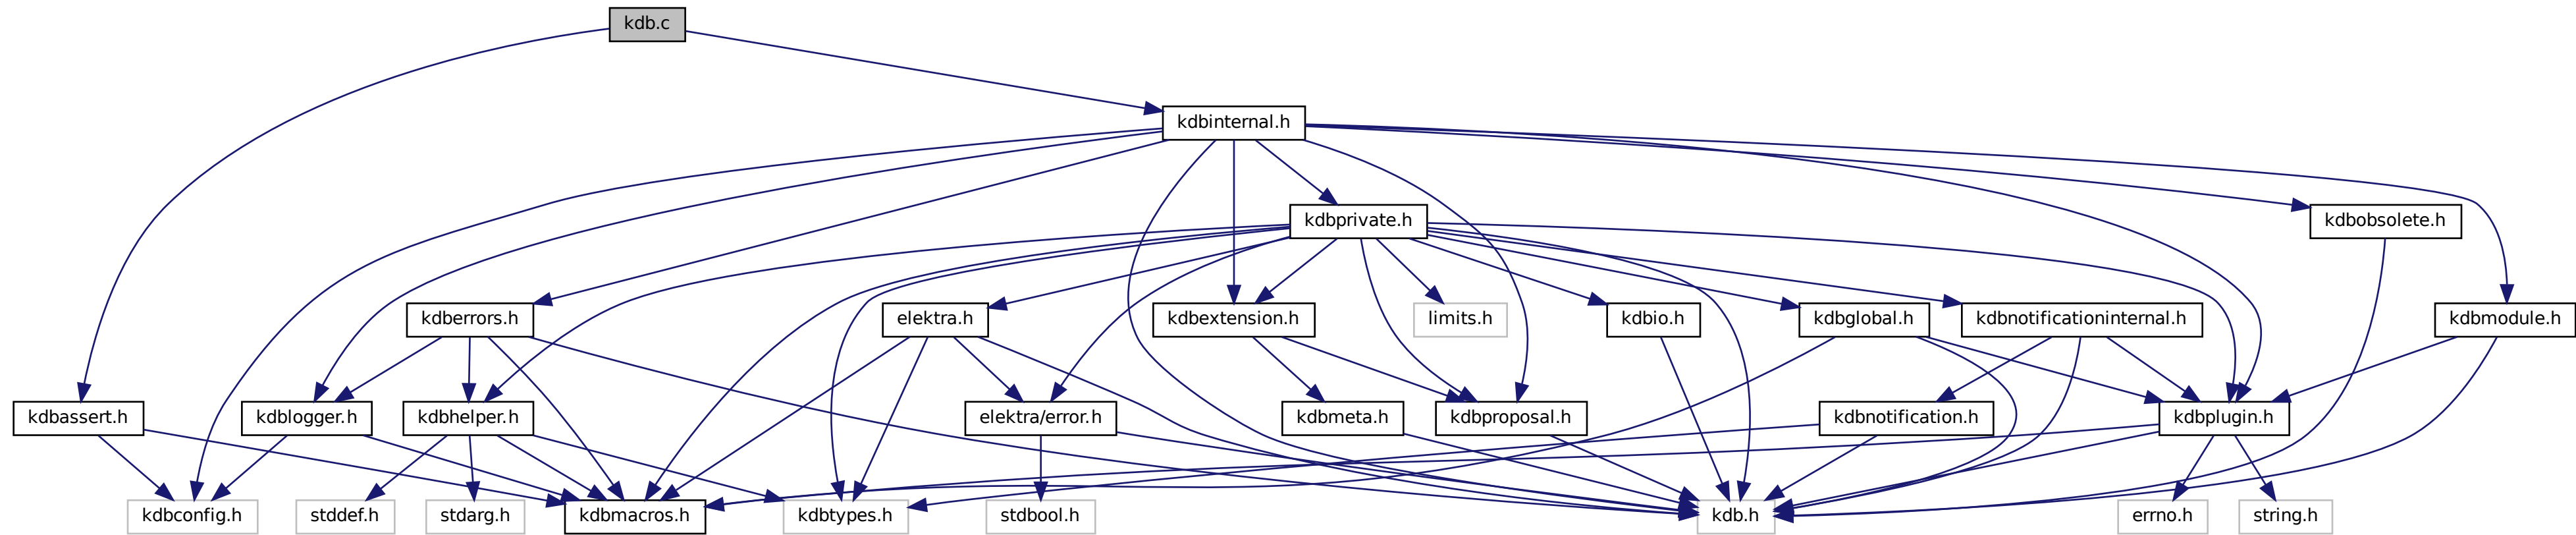 kdb.c
kdbinternal.h
kdbprivate.h
kdbobsolete.h
kdberrors.h
elektra.h
kdbextension.h
limits.h
kdbio.h
kdbglobal.h
kdbnotificationinternal.h
kdbmodule.h
kdbassert.h
kdblogger.h
kdbhelper.h
elektra/error.h
kdbmeta.h
kdbproposal.h
kdbnotification.h
kdbplugin.h
kdbconfig.h
stddef.h
stdarg.h
kdbmacros.h
kdbtypes.h
stdbool.h
kdb.h
errno.h
string.h